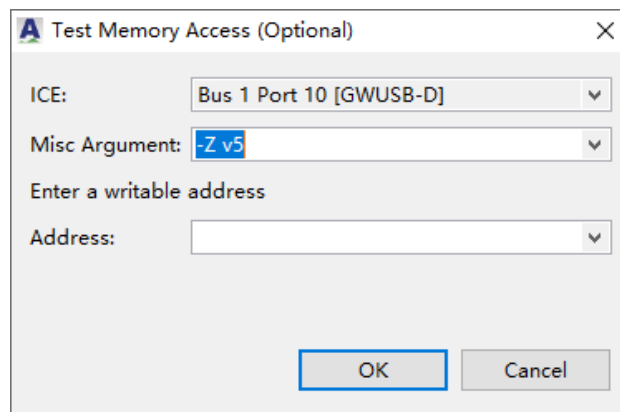 Test Memory Access (Optional)
ICE: Bus 1 Port 10 [GWUSB-D]
Misc Argument: -Z v5
Enter a writable address
Address:
OK Cancel